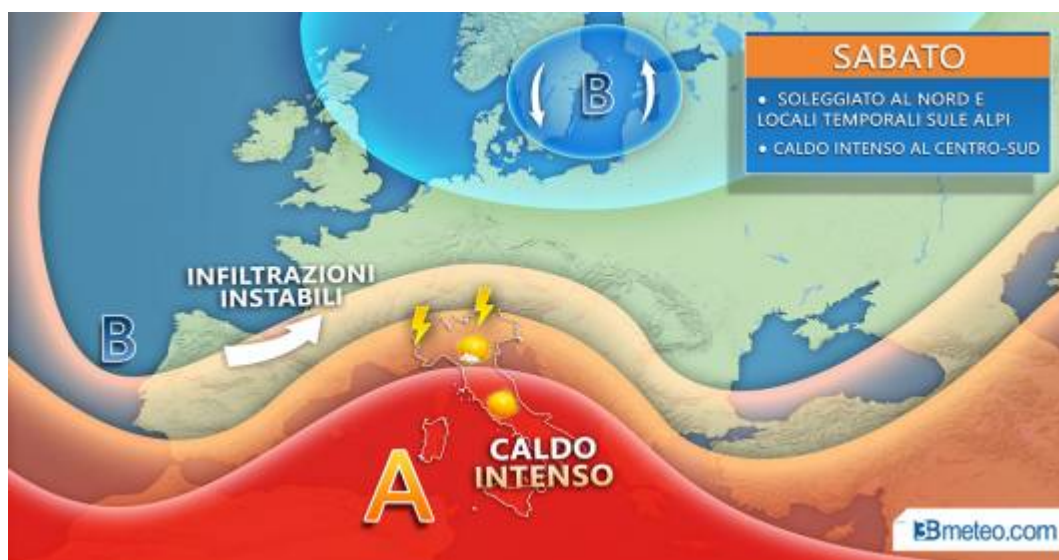 SABATO
• SOLEGGIATO AL NORD E
LOCALI TEMPORALI SULE ALPI
• CALDO INTENSO AL CENTRO-SUD
B
INFILTRAZIONI
INSTABILI
B
CALDO
INTENSO
A
3Bmeteo.com